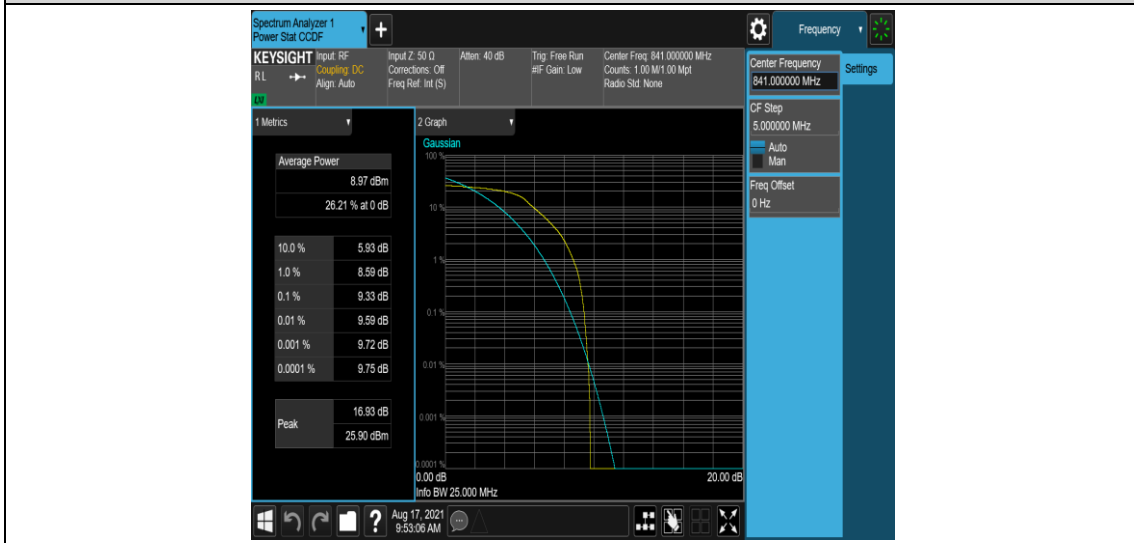 Spectrum Analyzer 1
Power Stat CCDF
+
Frequency
KEYSIGHT
R L
LXI
Input: RF
Coupling: DC
Align: Auto
Input Z: 50 Ω
Corrections: Off
Freq Ref: Int (S)
Atten: 40 dB
Trig: Free Run
#IF Gain: Low
Center Freq: 841.000000 MHz
Counts: 1.00 M/1.00 Mpt
Radio Std: None
Center Frequency
841.000000 MHz
Settings
CF Step
5.000000 MHz
Auto
Man
Freq Offset
0 Hz
1 Metrics
Average Power
8.97 dBm
26.21 % at 0 dB
10.0 % 5.93 dB
1.0 % 8.59 dB
0.1 % 9.33 dB
0.01 % 9.59 dB
0.001 % 9.72 dB
0.0001 % 9.75 dB
Peak
16.93 dB
25.90 dBm
2 Graph
Gaussian
100 %
10 %
1 %
0.1 %
0.01 %
0.001 %
0.0001 %
0.00 dB 20.00 dB
Info BW 25.000 MHz
?
Aug 17, 2021
9:53:06 AM